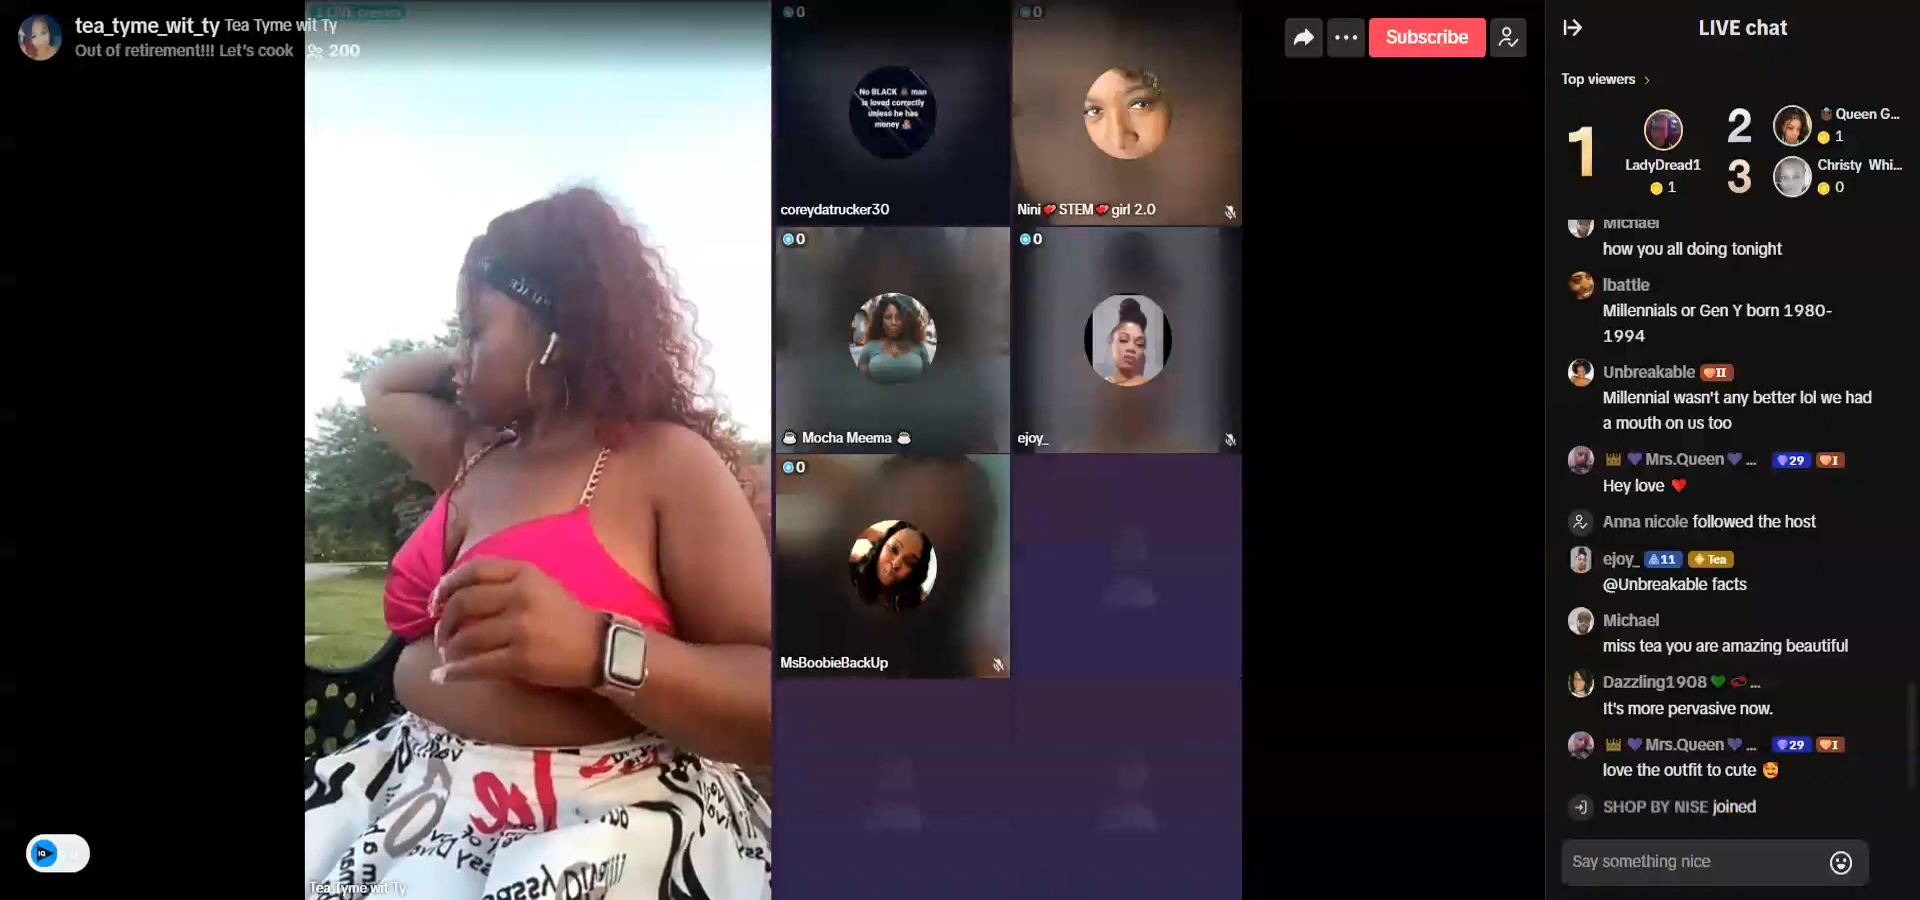 tea_tyme_wit_ty Tea Tyme wit Ty
Out of retirement!!! Let's cook
200
Subscribe
0
0
No BLACK man
is loved correctly
unless he has
money
coreydatrucker30
Nini STEM girl 2.0
0
0
Mocha Meema
ejoy_
0
MsBoobieBackUp
Tea Tyme wit Ty
LIVE chat
Top viewers
1
LadyDread1
1
2
Queen G...
1
3
Christy Whi...
0
Michael
how you all doing tonight
lbattle
Millennials or Gen Y born 1980-
1994
Unbreakable II
Millennial wasn't any better lol we had
a mouth on us too
Mrs.Queen ... 29 I
Hey love
Anna nicole followed the host
ejoy_ 11 Tea
@Unbreakable facts
Michael
miss tea you are amazing beautiful
Dazzling1908 ...
It's more pervasive now.
Mrs.Queen ... 29 I
love the outfit to cute
SHOP BY NISE joined
Say something nice